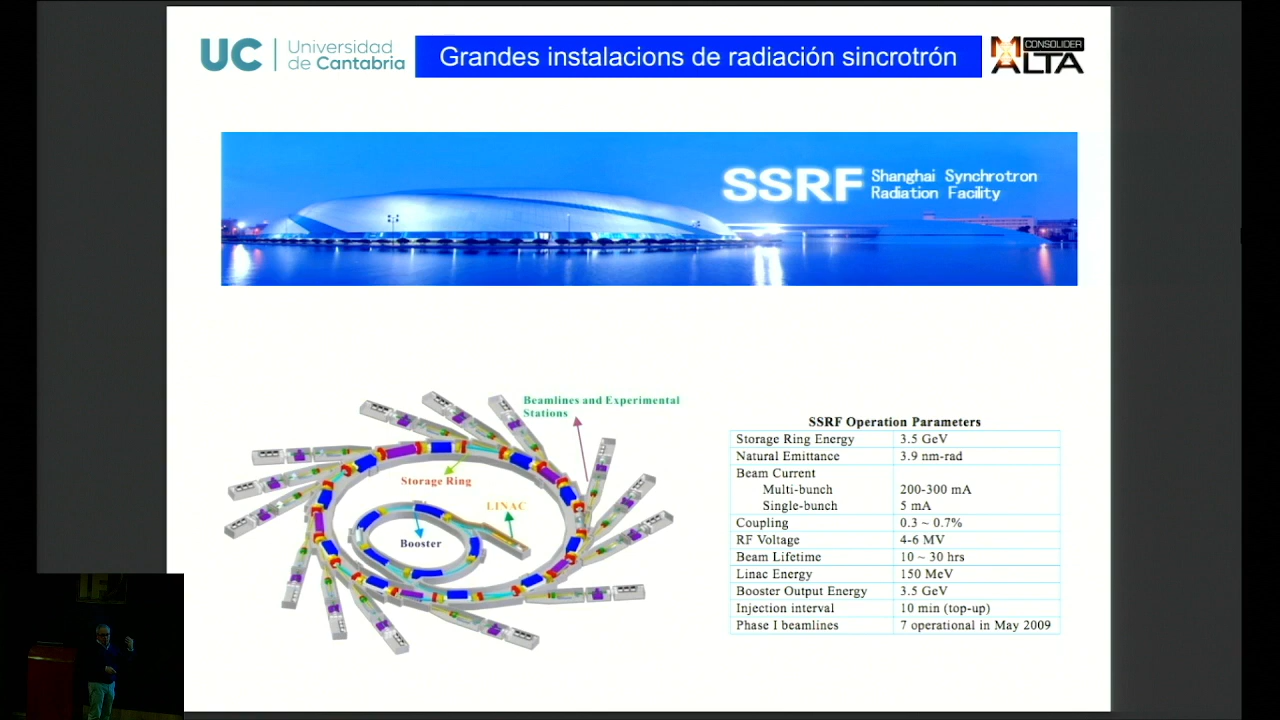 UC Universidad de Cantabria
Grandes instalacions de radiación sincrotrón
CONSOLIDER
MALTA
SSRF Shanghai Synchrotron
Radiation Facility
Beamlines and Experimental
Stations
Storage Ring
LINAC
Booster
SSRF Operation Parameters
Storage Ring Energy 3.5 GeV
Natural Emittance 3.9 nm-rad
Beam Current
Multi-bunch 200-300 mA
Single-bunch 5 mA
Coupling 0.3 ~ 0.7%
RF Voltage 4-6 MV
Beam Lifetime 10 ~ 30 hrs
Linac Energy 150 MeV
Booster Output Energy 3.5 GeV
Injection interval 10 min (top-up)
Phase I beamlines 7 operational in May 2009